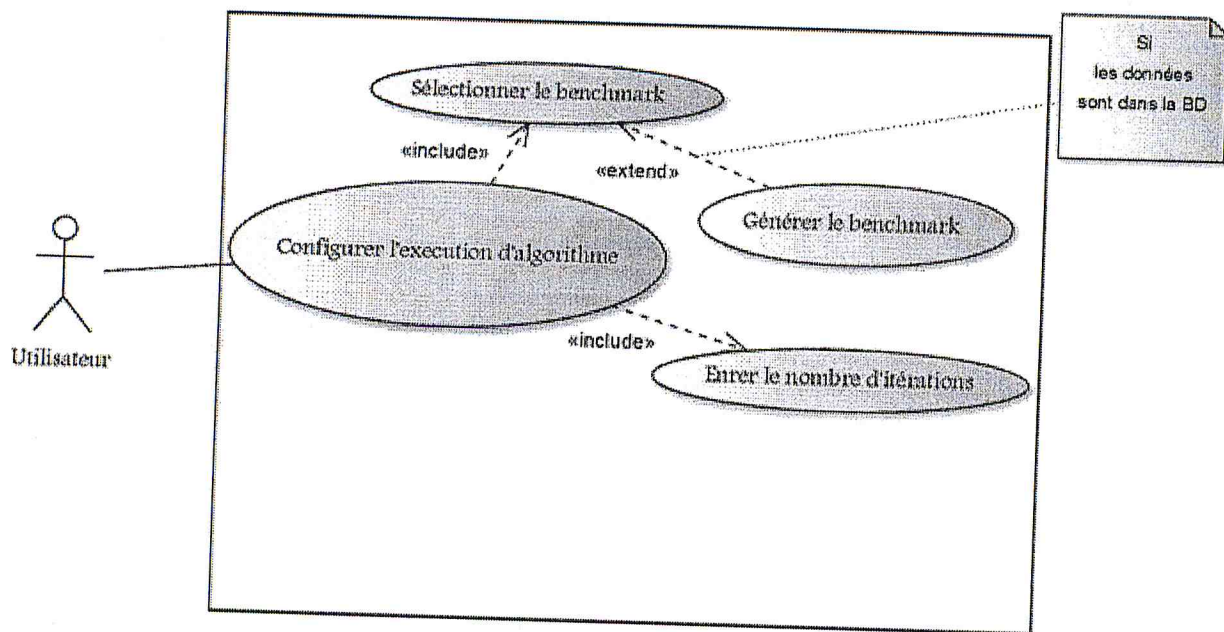 Si
les données
sont dans la BD
Sélectionner le benchmark
«include»
«extend»
Générer le benchmark
Configurer l'execution d'algorithme
«include»
Enrer le nombre d'itérations
Utilisateur